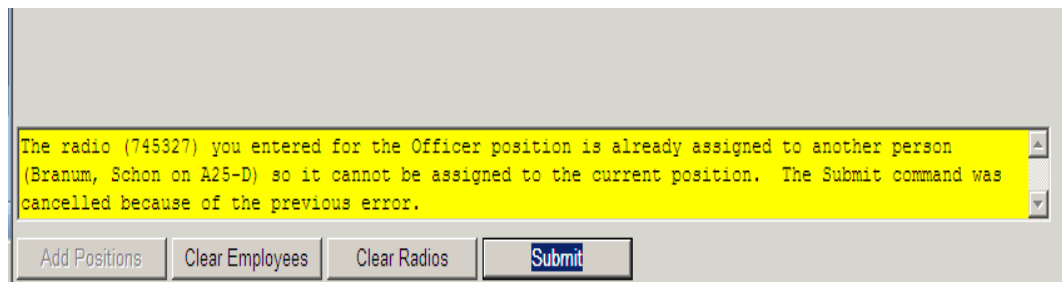 The radio (745327) you entered for the Officer position is already assigned to another person
(Branum, Schon on A25-D) so it cannot be assigned to the current position.  The Submit command was
cancelled because of the previous error.
Add Positions Clear Employees Clear Radios Submit